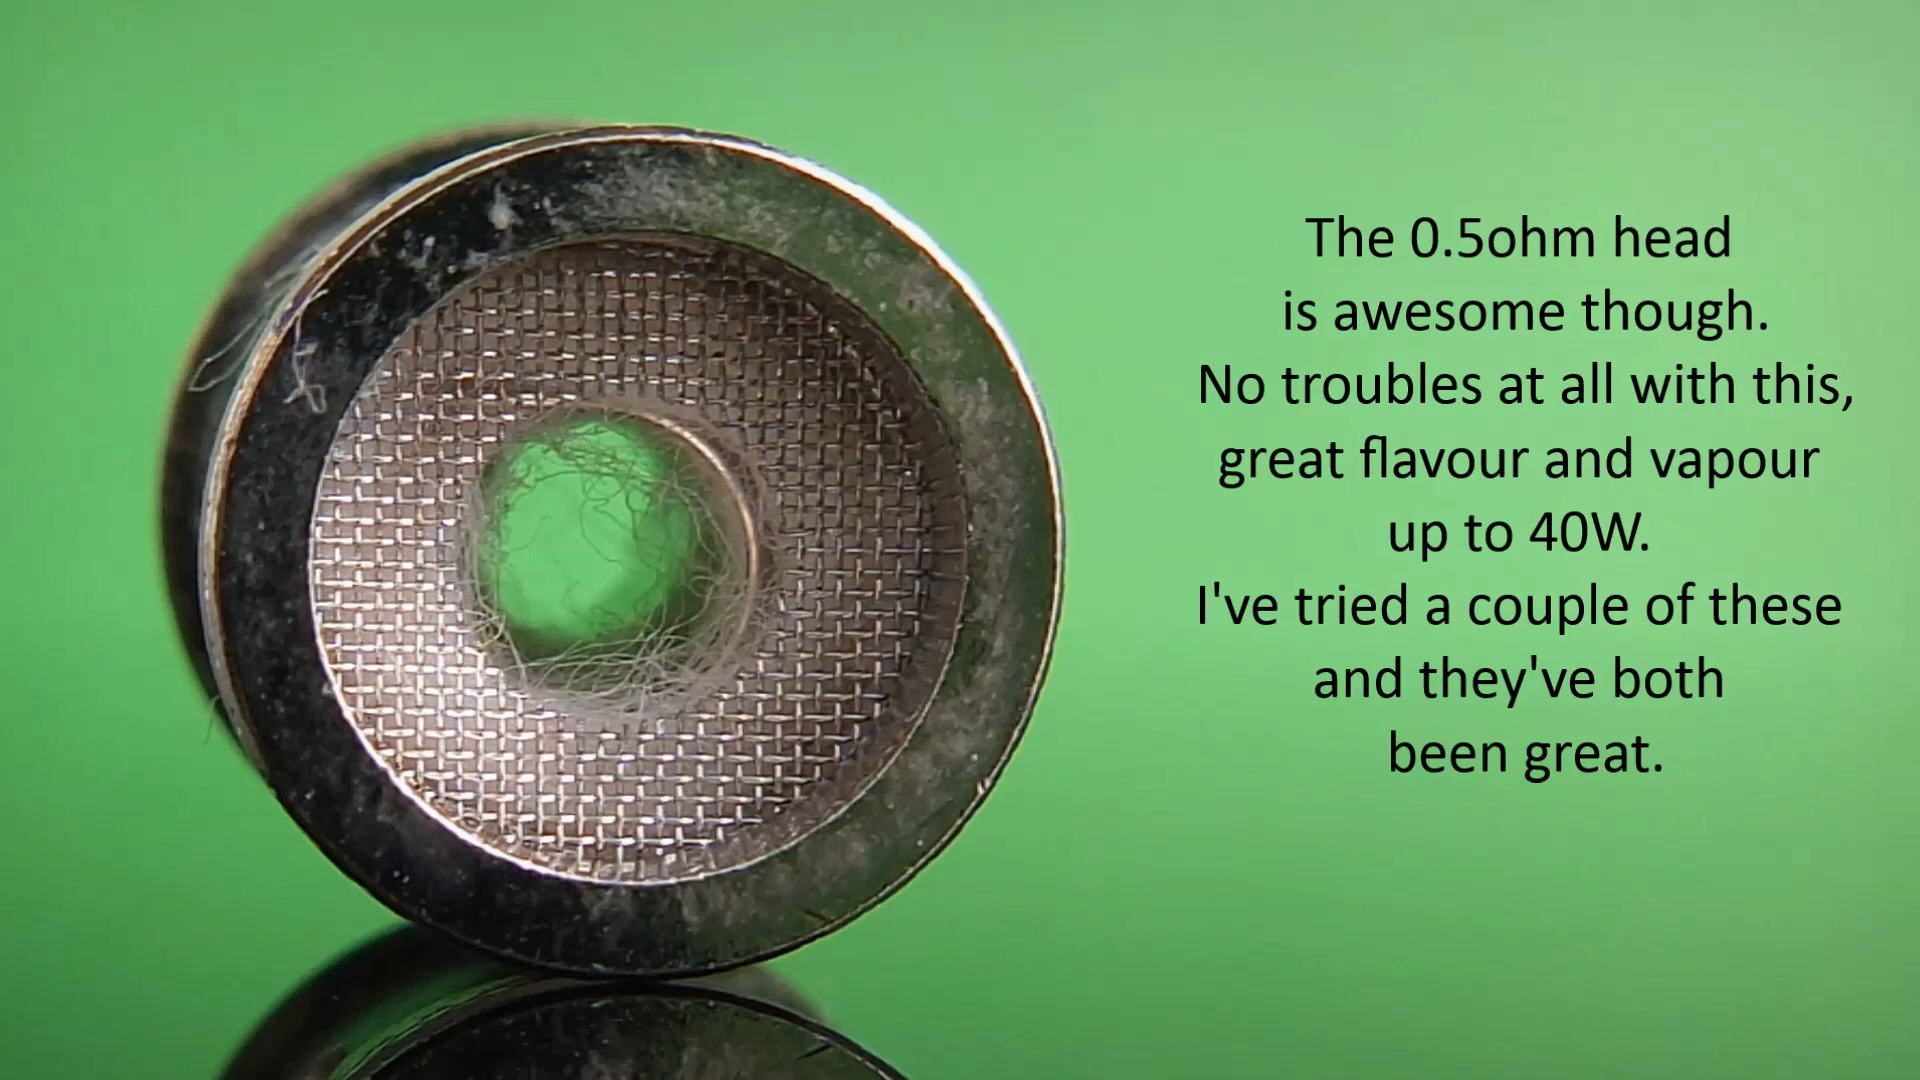 The 0.5ohm head
is awesome though.
No troubles at all with this,
great flavour and vapour
up to 40W.
I've tried a couple of these
and they've both
been great.